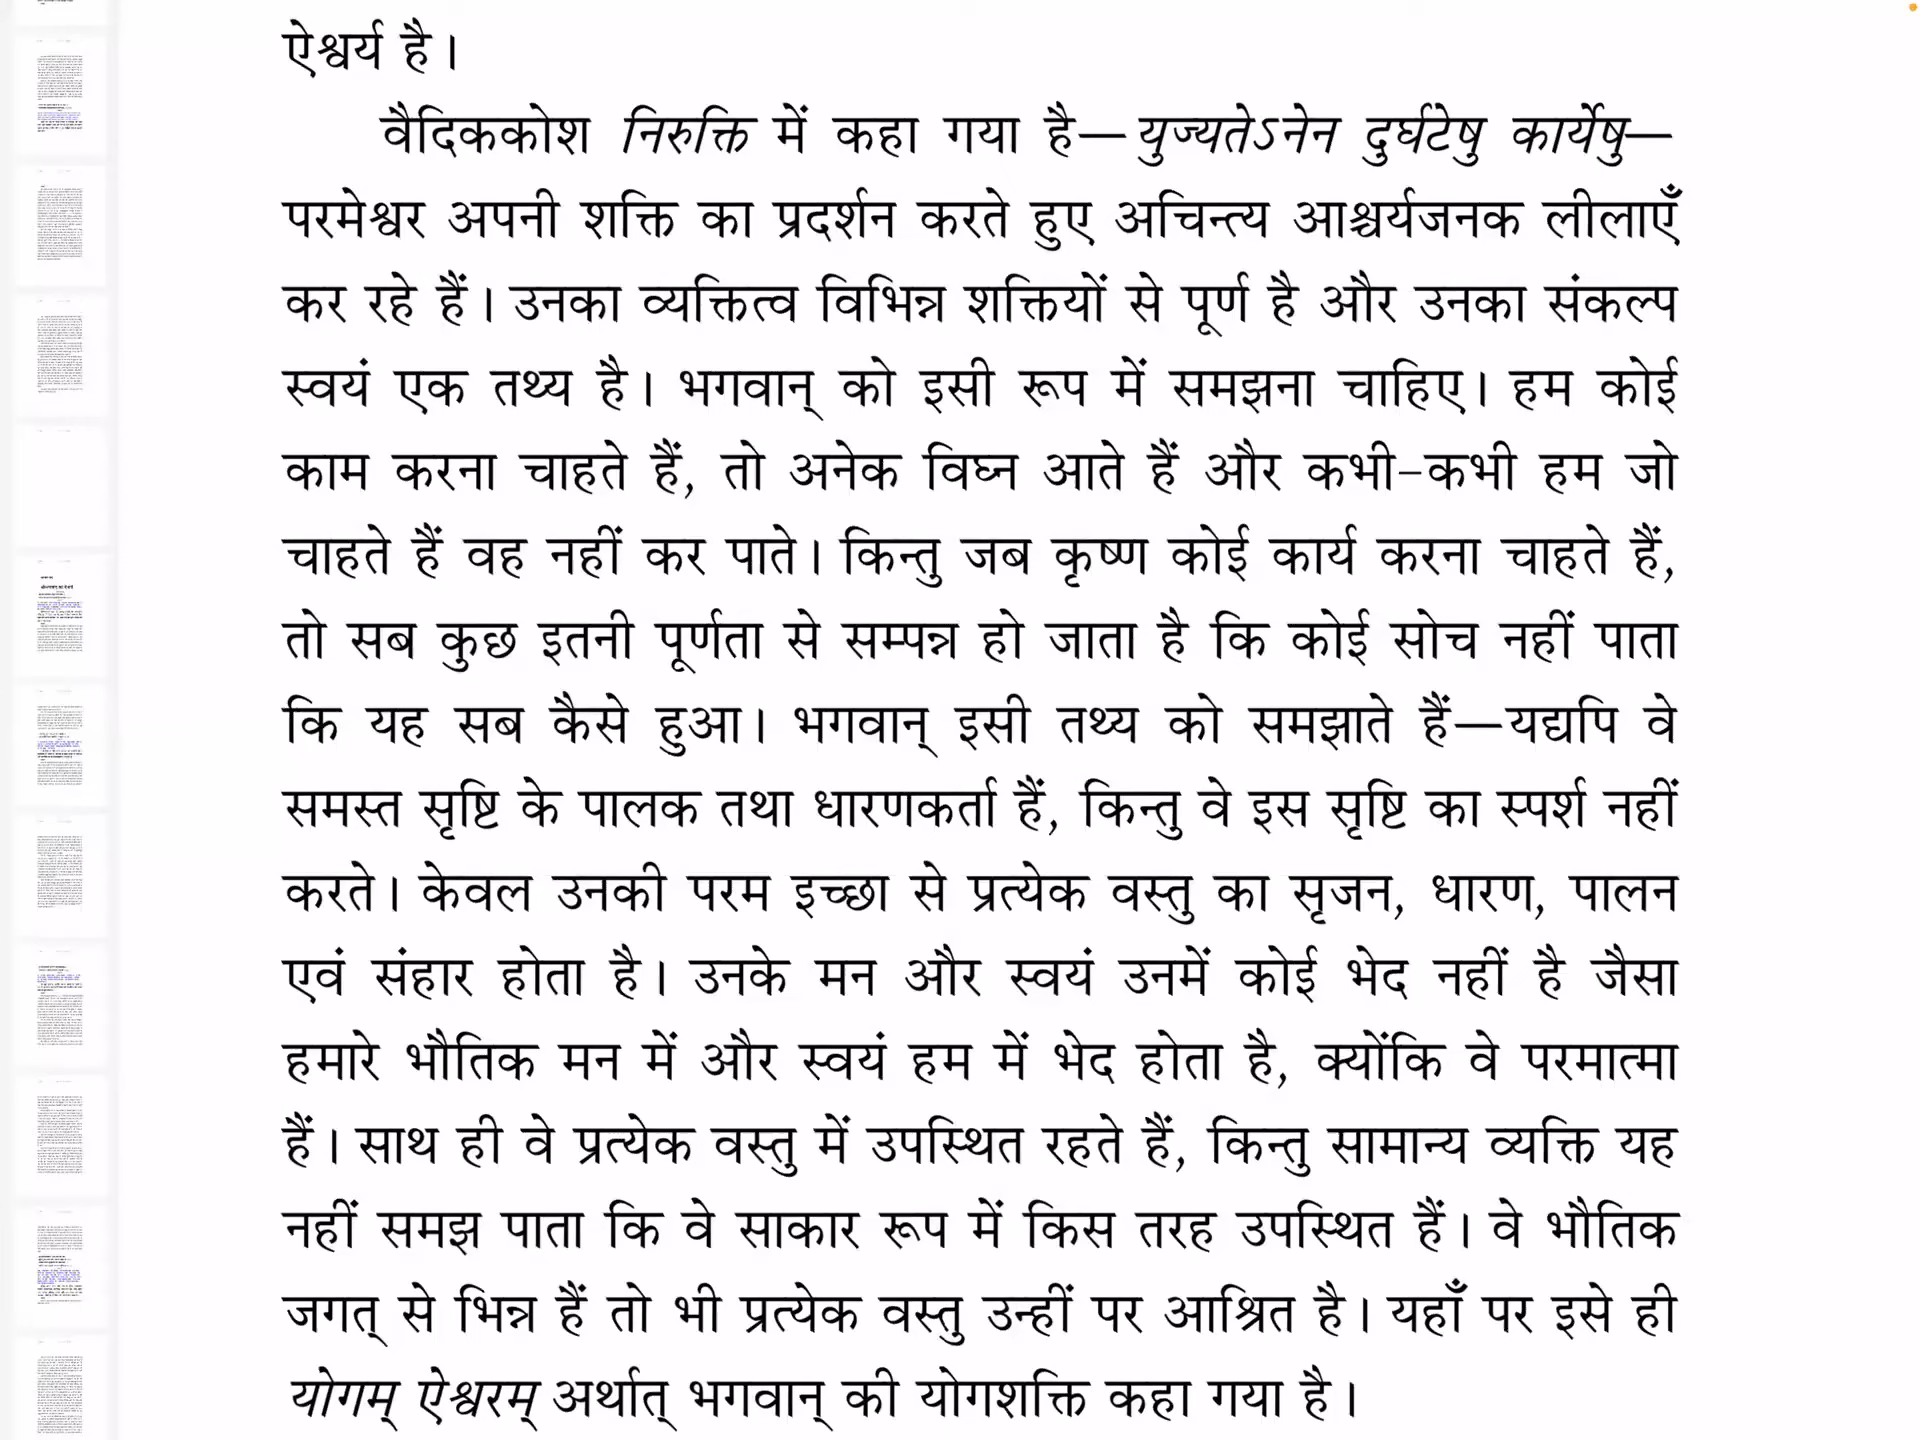 ऐश्वर्य है।
वैदिककोश निरुक्ति में कहा गया है—युज्यतेऽनेन दुर्घटेषु कार्येषु—
परमेश्वर अपनी शक्ति का प्रदर्शन करते हुए अचिन्त्य आश्चर्यजनक लीलाएँ
कर रहे हैं। उनका व्यक्तित्व विभिन्न शक्तियों से पूर्ण है और उनका संकल्प
स्वयं एक तथ्य है। भगवान् को इसी रूप में समझना चाहिए। हम कोई
काम करना चाहते हैं, तो अनेक विघ्न आते हैं और कभी-कभी हम जो
चाहते हैं वह नहीं कर पाते। किन्तु जब कृष्ण कोई कार्य करना चाहते हैं,
तो सब कुछ इतनी पूर्णता से सम्पन्न हो जाता है कि कोई सोच नहीं पाता
कि यह सब कैसे हुआ। भगवान् इसी तथ्य को समझाते हैं—यद्यपि वे
समस्त सृष्टि के पालक तथा धारणकर्ता हैं, किन्तु वे इस सृष्टि का स्पर्श नहीं
करते। केवल उनकी परम इच्छा से प्रत्येक वस्तु का सृजन, धारण, पालन
एवं संहार होता है। उनके मन और स्वयं उनमें कोई भेद नहीं है जैसा
हमारे भौतिक मन में और स्वयं हम में भेद होता है, क्योंकि वे परमात्मा
हैं। साथ ही वे प्रत्येक वस्तु में उपस्थित रहते हैं, किन्तु सामान्य व्यक्ति यह
नहीं समझ पाता कि वे साकार रूप में किस तरह उपस्थित हैं। वे भौतिक
जगत् से भिन्न हैं तो भी प्रत्येक वस्तु उन्हीं पर आश्रित है। यहाँ पर इसे ही
योगम् ऐश्वरम् अर्थात् भगवान् की योगशक्ति कहा गया है।